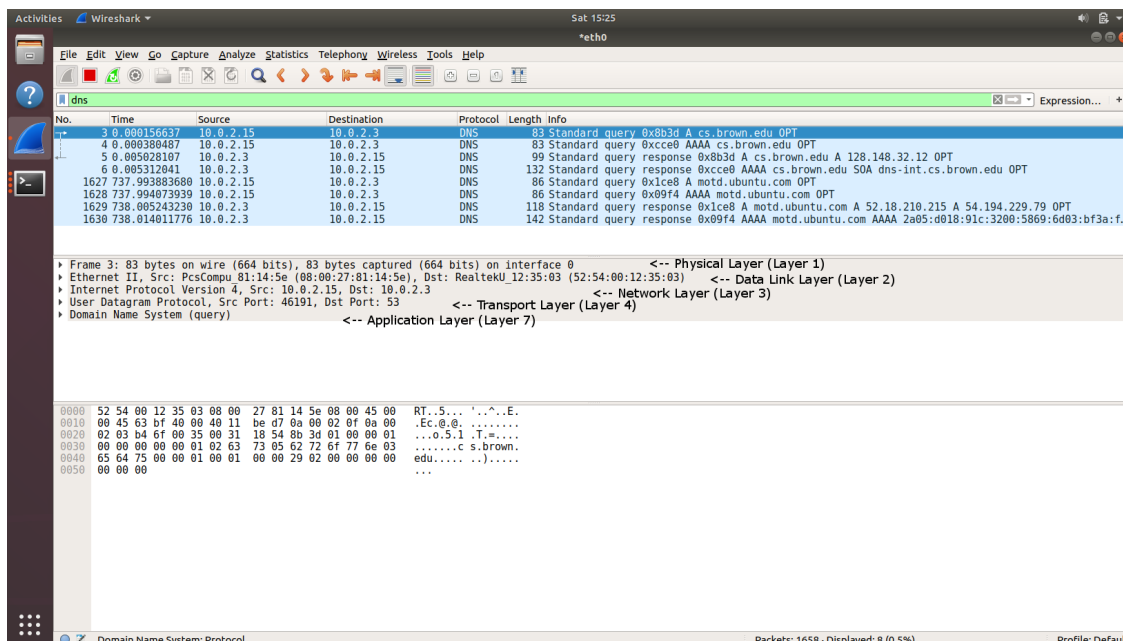 Activities Wireshark Sat 15:25
*eth0
File Edit View Go Capture Analyze Statistics Telephony Wireless Tools Help
dns Expression... +
No. Time Source Destination Protocol Length Info
3 0.000156637 10.0.2.15 10.0.2.3 DNS 83 Standard query 0x8b3d A cs.brown.edu OPT
4 0.000380487 10.0.2.15 10.0.2.3 DNS 83 Standard query 0xcce0 AAAA cs.brown.edu OPT
5 0.005028107 10.0.2.3 10.0.2.15 DNS 99 Standard query response 0x8b3d A cs.brown.edu A 128.148.32.12 OPT
6 0.005312041 10.0.2.3 10.0.2.15 DNS 132 Standard query response 0xcce0 AAAA cs.brown.edu SOA dns-int.cs.brown.edu OPT
1627 737.993883680 10.0.2.15 10.0.2.3 DNS 86 Standard query 0x1ce8 A motd.ubuntu.com OPT
1628 737.994073939 10.0.2.15 10.0.2.3 DNS 86 Standard query 0x09f4 AAAA motd.ubuntu.com OPT
1629 738.005243230 10.0.2.3 10.0.2.15 DNS 118 Standard query response 0x1ce8 A motd.ubuntu.com A 52.18.210.215 A 54.194.229.79 OPT
1630 738.014011776 10.0.2.3 10.0.2.15 DNS 142 Standard query response 0x09f4 AAAA motd.ubuntu.com AAAA 2a05:d018:91c:3200:5869:6d03:bf3a:f…
Frame 3: 83 bytes on wire (664 bits), 83 bytes captured (664 bits) on interface 0 <-- Physical Layer (Layer 1)
Ethernet II, Src: PcsCompu_81:14:5e (08:00:27:81:14:5e), Dst: RealtekU_12:35:03 (52:54:00:12:35:03) <-- Data Link Layer (Layer 2)
Internet Protocol Version 4, Src: 10.0.2.15, Dst: 10.0.2.3 <-- Network Layer (Layer 3)
User Datagram Protocol, Src Port: 46191, Dst Port: 53 <-- Transport Layer (Layer 4)
Domain Name System (query) <-- Application Layer (Layer 7)
0000 52 54 00 12 35 03 08 00 27 81 14 5e 08 00 45 00 RT..5... '..^..E.
0010 00 45 63 bf 40 00 40 11 be d7 0a 00 02 0f 0a 00 .Ec.@.@. ........
0020 02 03 b4 6f 00 35 00 31 18 54 8b 3d 01 00 00 01 ...o.5.1 .T.=....
0030 00 00 00 00 00 01 02 63 73 05 62 72 6f 77 6e 03 .......c s.brown.
0040 65 64 75 00 00 01 00 01 00 00 29 02 00 00 00 00 edu..... ..).....
0050 00 00 00 ...
Domain Name System: Protocol Packets: 1658 · Displayed: 8 (0.5%) Profile: Defau